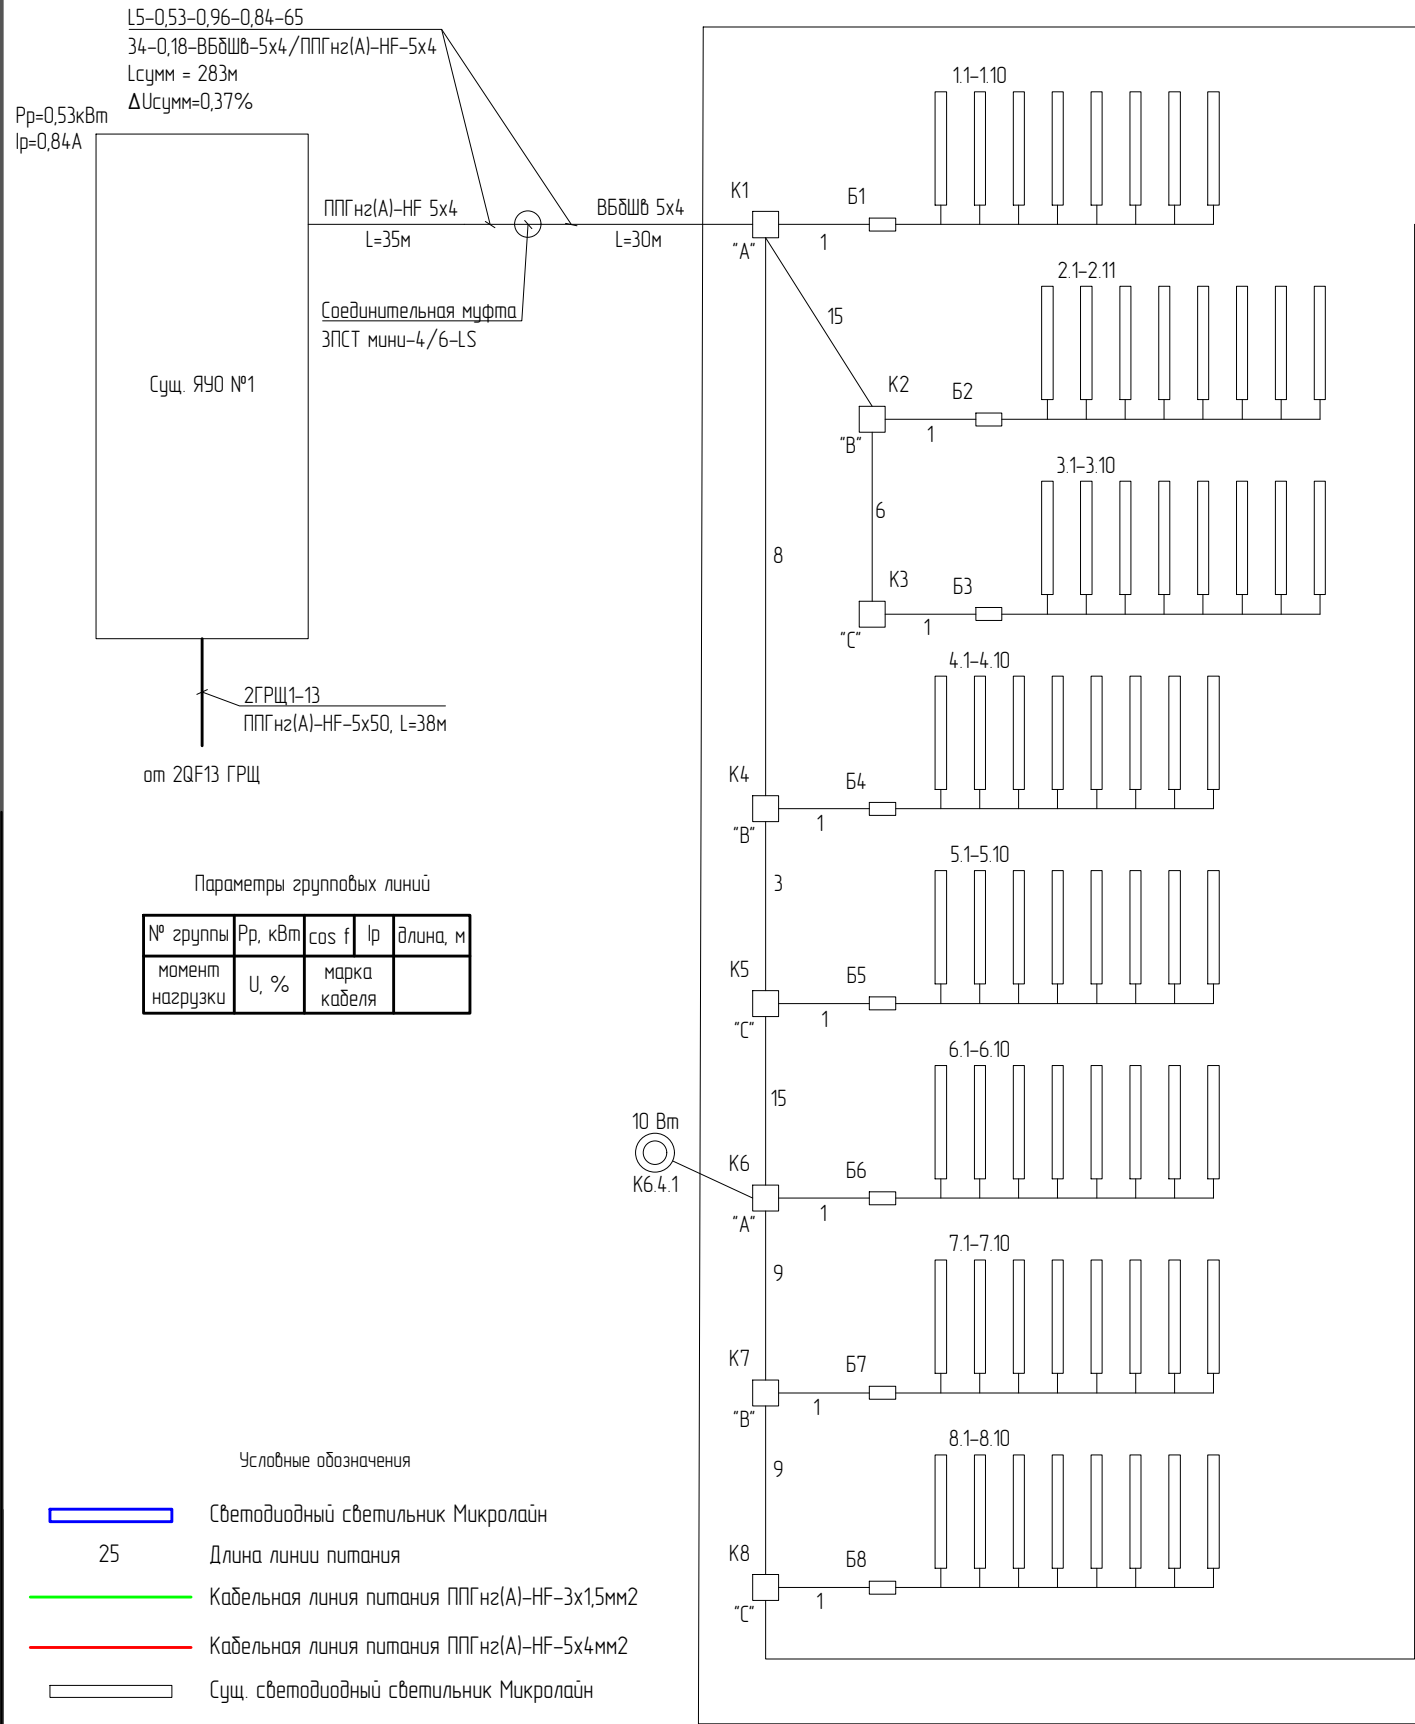 L5-0,53-0,96-0,84-65
34-0,18-ВБбШв-5х4/ППГнг(А)-HF-5х4
Lсумм = 283м
ΔUсумм=0,37%
Рр=0,53кВт
Iр=0,84А
ППГнг(А)-HF 5х4
L=35м
ВБбШв 5х4
L=30м
Соединительная муфта
3ПСТ мини-4/6-LS
Сущ. ЯУО №1
2ГРЩ1-13
ППГнг(А)-HF-5х50, L=38м
от 2QF13 ГРЩ
К1
"А"
Б1
1
1.1-1.10
15
К2
"В"
Б2
1
2.1-2.11
6
8
К3
"С"
Б3
1
3.1-3.10
К4
"В"
Б4
1
4.1-4.10
3
К5
"С"
Б5
1
5.1-5.10
15
10 Вт
К6.4.1
К6
"А"
Б6
1
6.1-6.10
9
К7
"В"
Б7
1
7.1-7.10
9
К8
"С"
Б8
1
8.1-8.10
Параметры групповых линий
№ группы Рр, кВт cos f Iр длина, м
момент нагрузки U, % марка кабеля
Условные обозначения
Светодиодный светильник Микролайн
25 Длина линии питания
Кабельная линия питания ППГнг(А)-HF-3х1,5мм2
Кабельная линия питания ППГнг(А)-HF-5х4мм2
Сущ. светодиодный светильник Микролайн